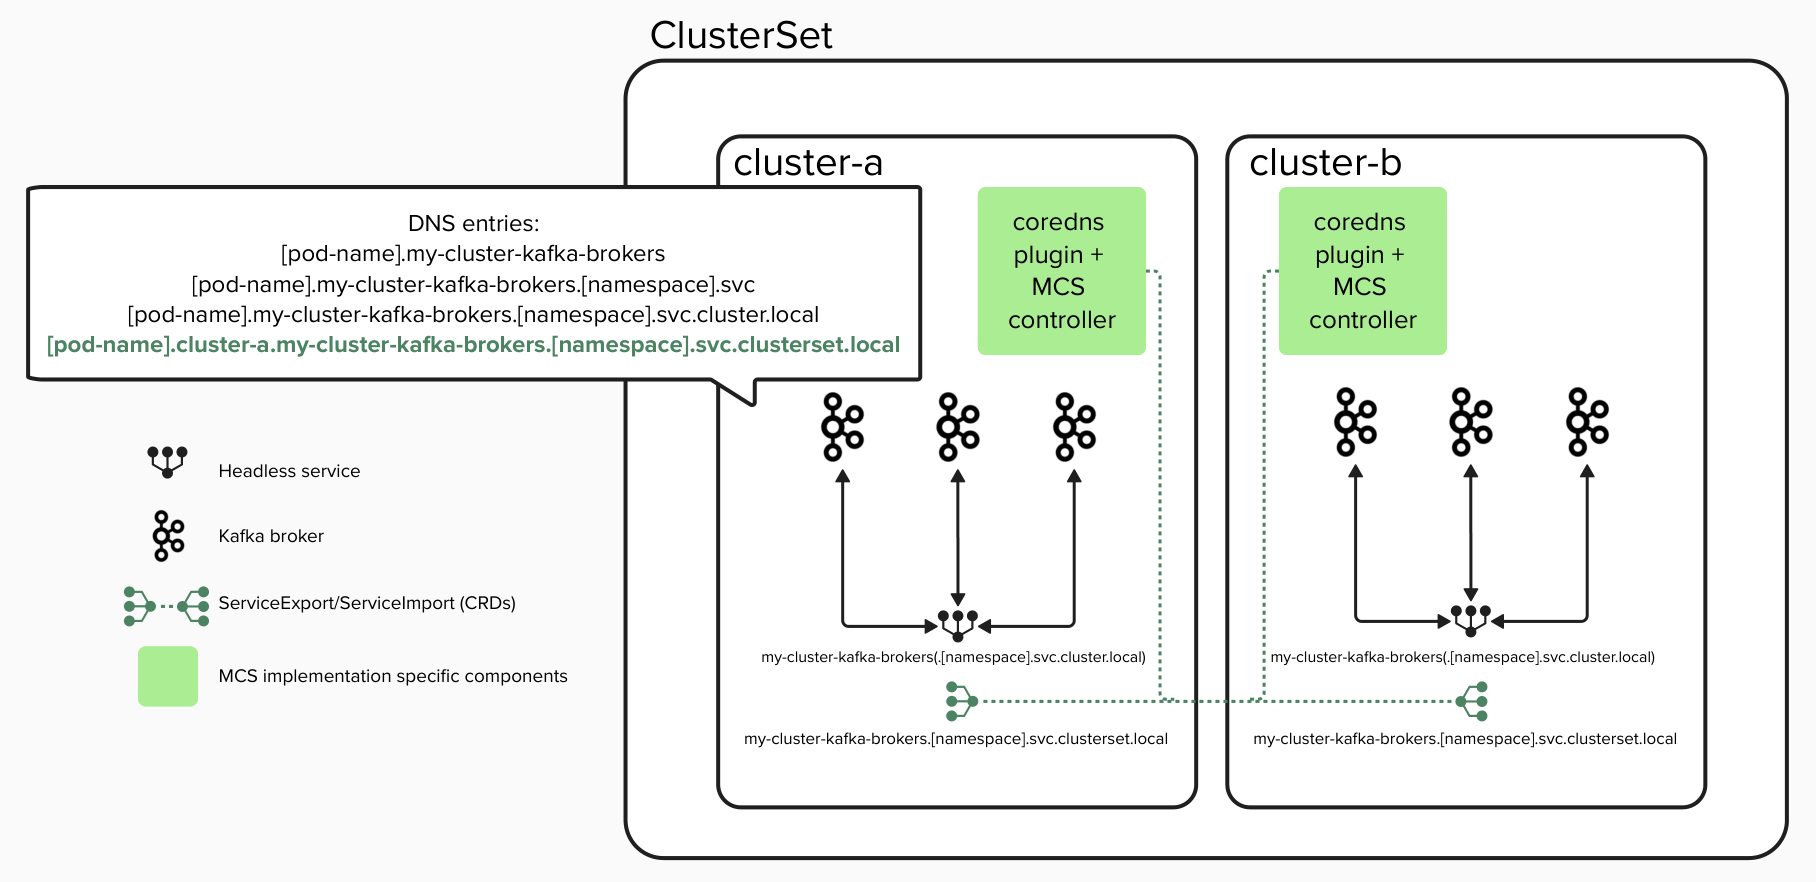 ClusterSet
cluster-a
cluster-b
DNS entries:
[pod-name].my-cluster-kafka-brokers
[pod-name].my-cluster-kafka-brokers.[namespace].svc
[pod-name].my-cluster-kafka-brokers.[namespace].svc.cluster.local
[pod-name].cluster-a.my-cluster-kafka-brokers.[namespace].svc.clusterset.local
coredns
plugin +
MCS
controller
coredns
plugin +
MCS
controller
Headless service
Kafka broker
ServiceExport/ServiceImport (CRDs)
MCS implementation specific components
my-cluster-kafka-brokers(.[namespace].svc.cluster.local)
my-cluster-kafka-brokers(.[namespace].svc.cluster.local)
my-cluster-kafka-brokers.[namespace].svc.clusterset.local
my-cluster-kafka-brokers.[namespace].svc.clusterset.local